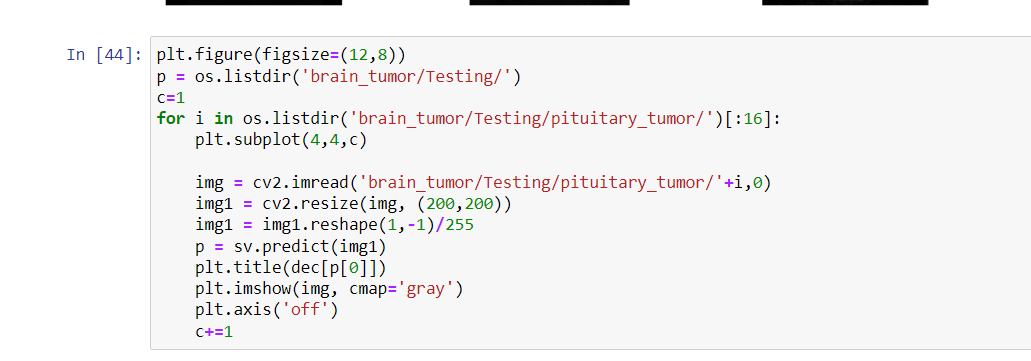 In [44]: plt.figure(figsize=(12,8))
p = os.listdir('brain_tumor/Testing/')
c=1
for i in os.listdir('brain_tumor/Testing/pituitary_tumor/')[:16]:
    plt.subplot(4,4,c)

    img = cv2.imread('brain_tumor/Testing/pituitary_tumor/'+i,0)
    img1 = cv2.resize(img, (200,200))
    img1 = img1.reshape(1,-1)/255
    p = sv.predict(img1)
    plt.title(dec[p[0]])
    plt.imshow(img, cmap='gray')
    plt.axis('off')
    c+=1